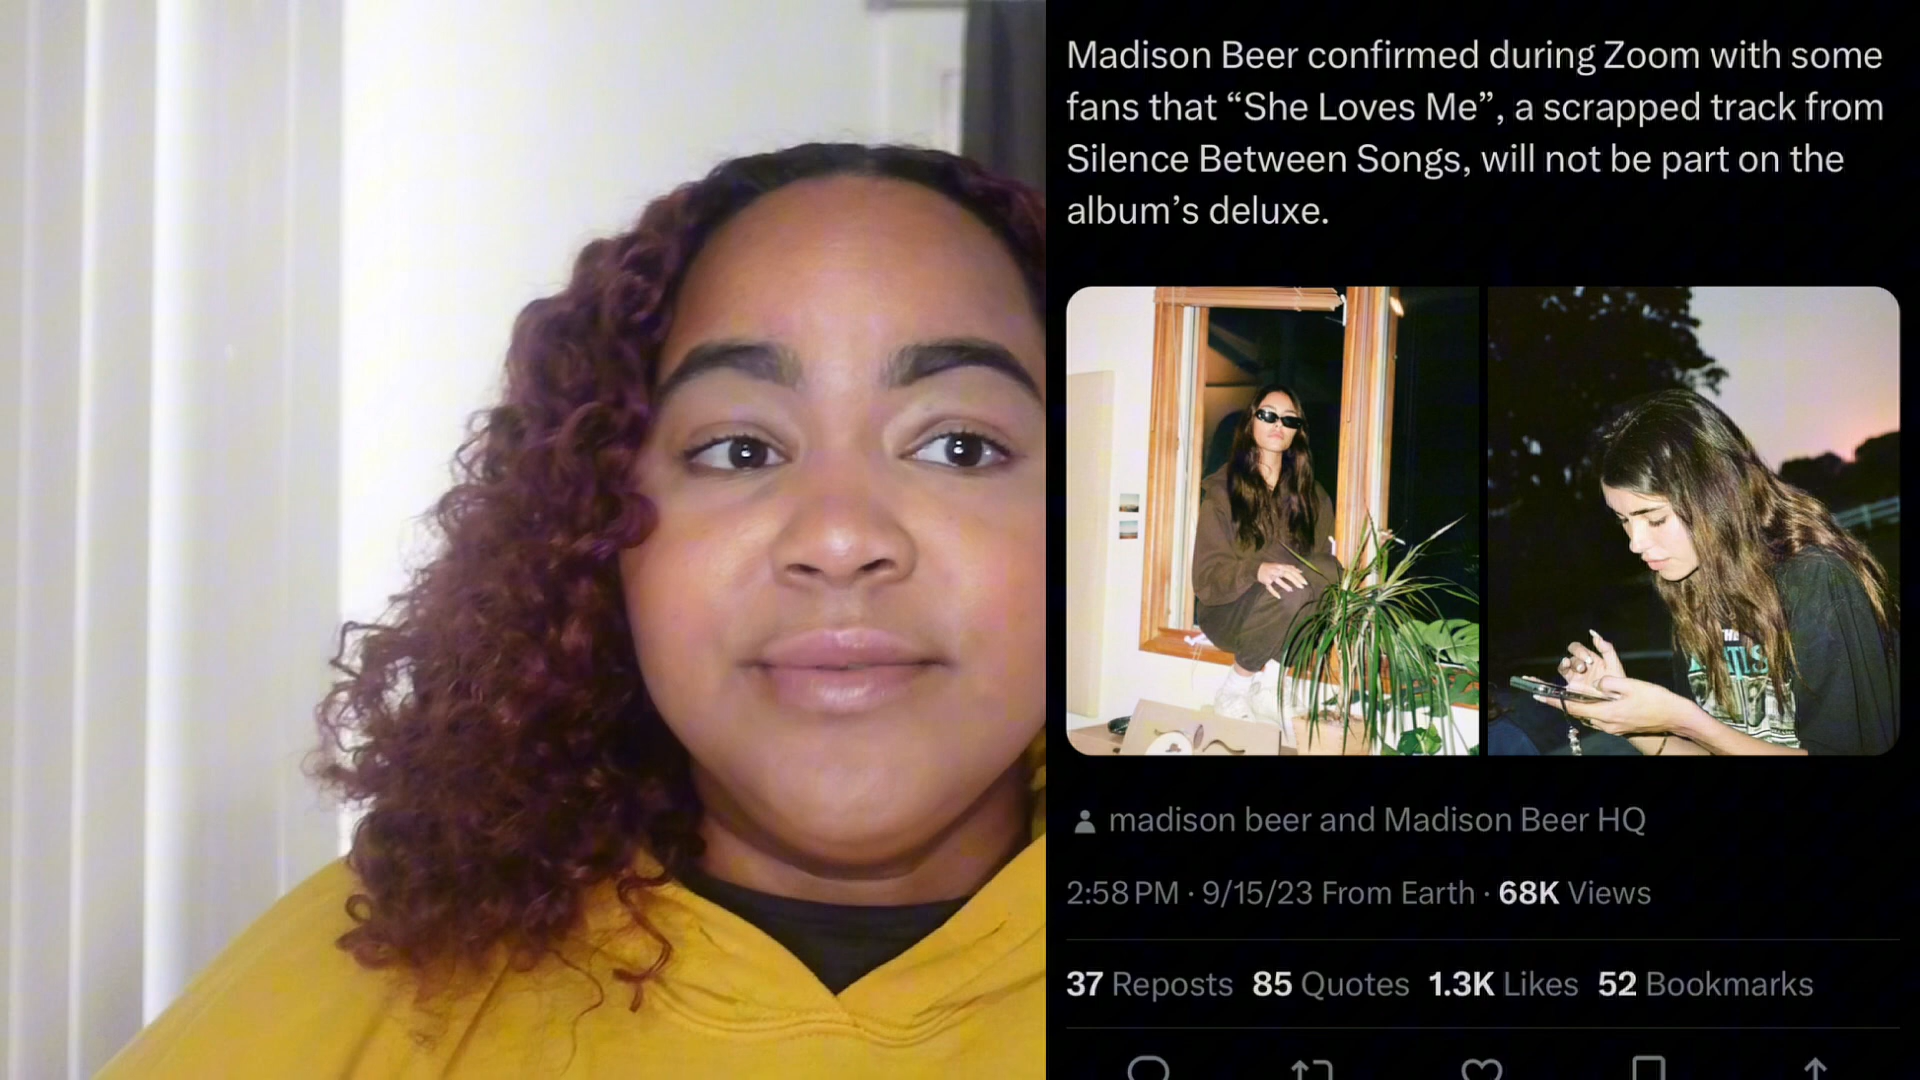 Madison Beer confirmed during Zoom with some
fans that “She Loves Me”, a scrapped track from
Silence Between Songs, will not be part on the
album’s deluxe.
THE
madison beer and Madison Beer HQ
2:58 PM · 9/15/23 From Earth · 68K Views
37 Reposts 85 Quotes 1.3K Likes 52 Bookmarks